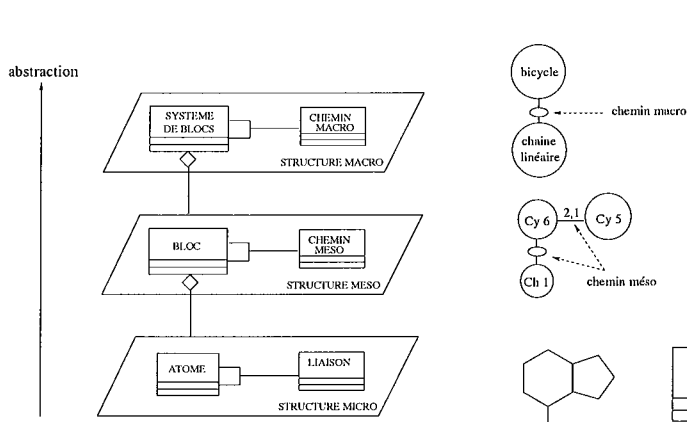 abstraction
SYSTEME
DE BLOCS
CHEMIN
MACRO
STRUCTURE MACRO
BLOC
CHEMIN
MESO
STRUCTURE MESO
ATOME
LIAISON
STRUCTURE MICRO
bicycle
chemin macro
chaine
linéaire
Cy 6
2,1
Cy 5
Ch 1
chemin méso